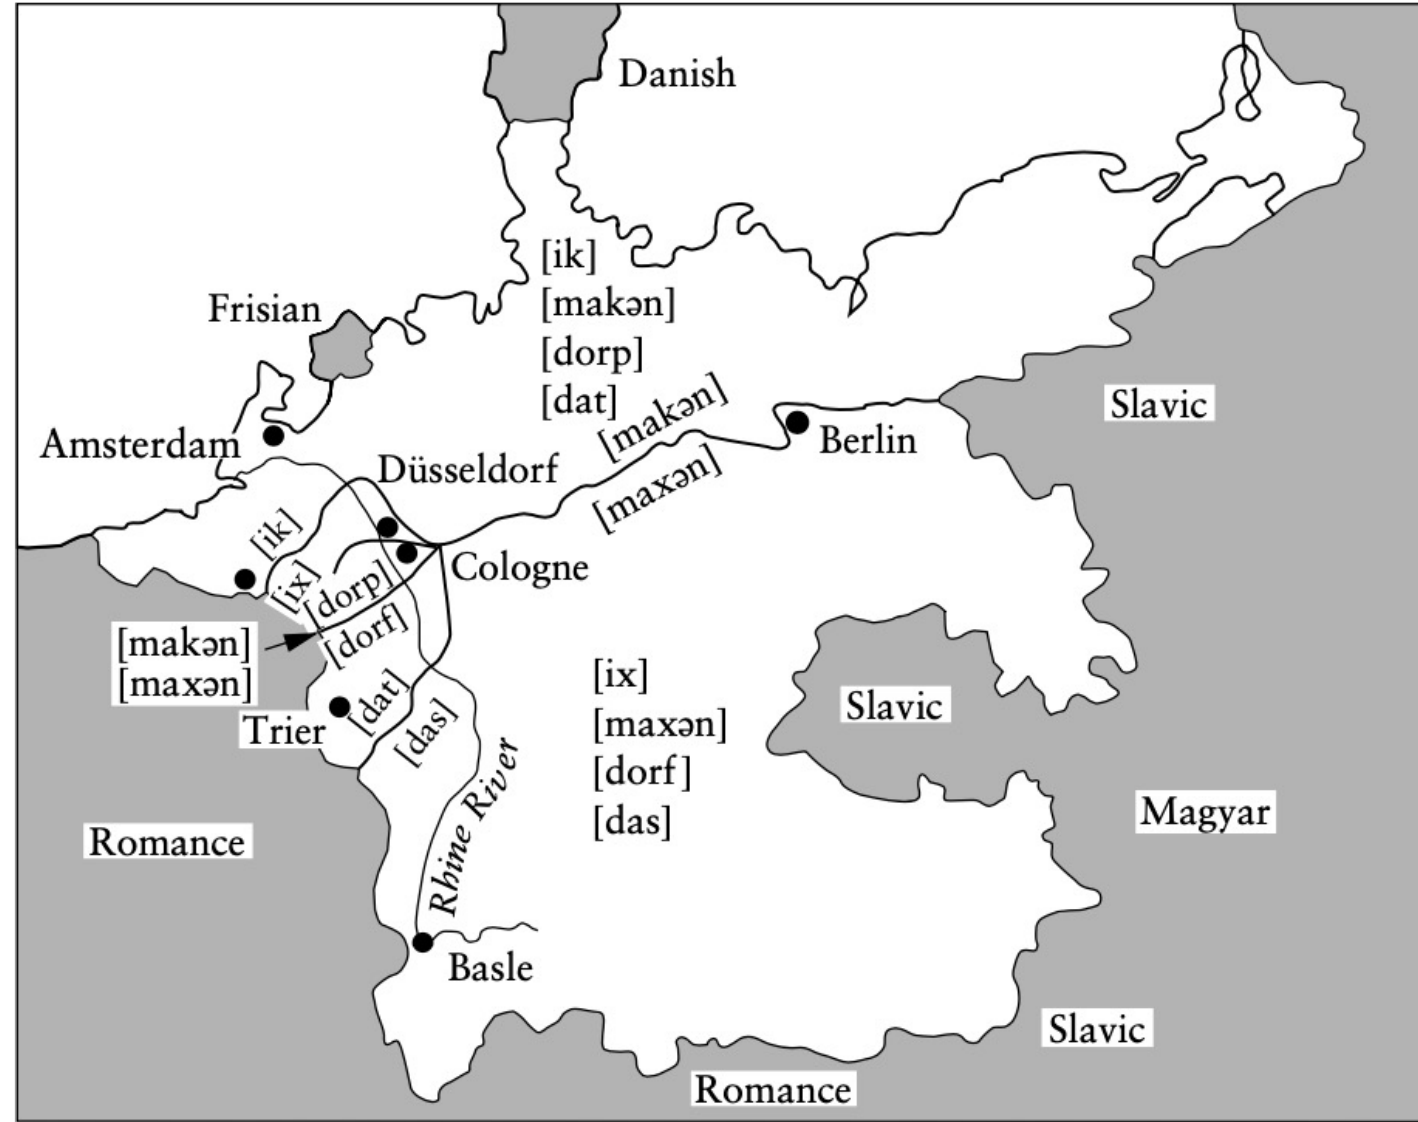 Danish
[ik]
[makən]
[dorp]
[dat]
Frisian
[makən]
[maxən]
Slavic
Amsterdam
Berlin
Düsseldorf
[ik]
[ix]
[dorp]
[dorf]
Cologne
[makən]
[maxən]
[dat]
[das]
Trier
[ix]
[maxən]
[dorf]
[das]
Slavic
Rhine River
Magyar
Romance
Basle
Slavic
Romance